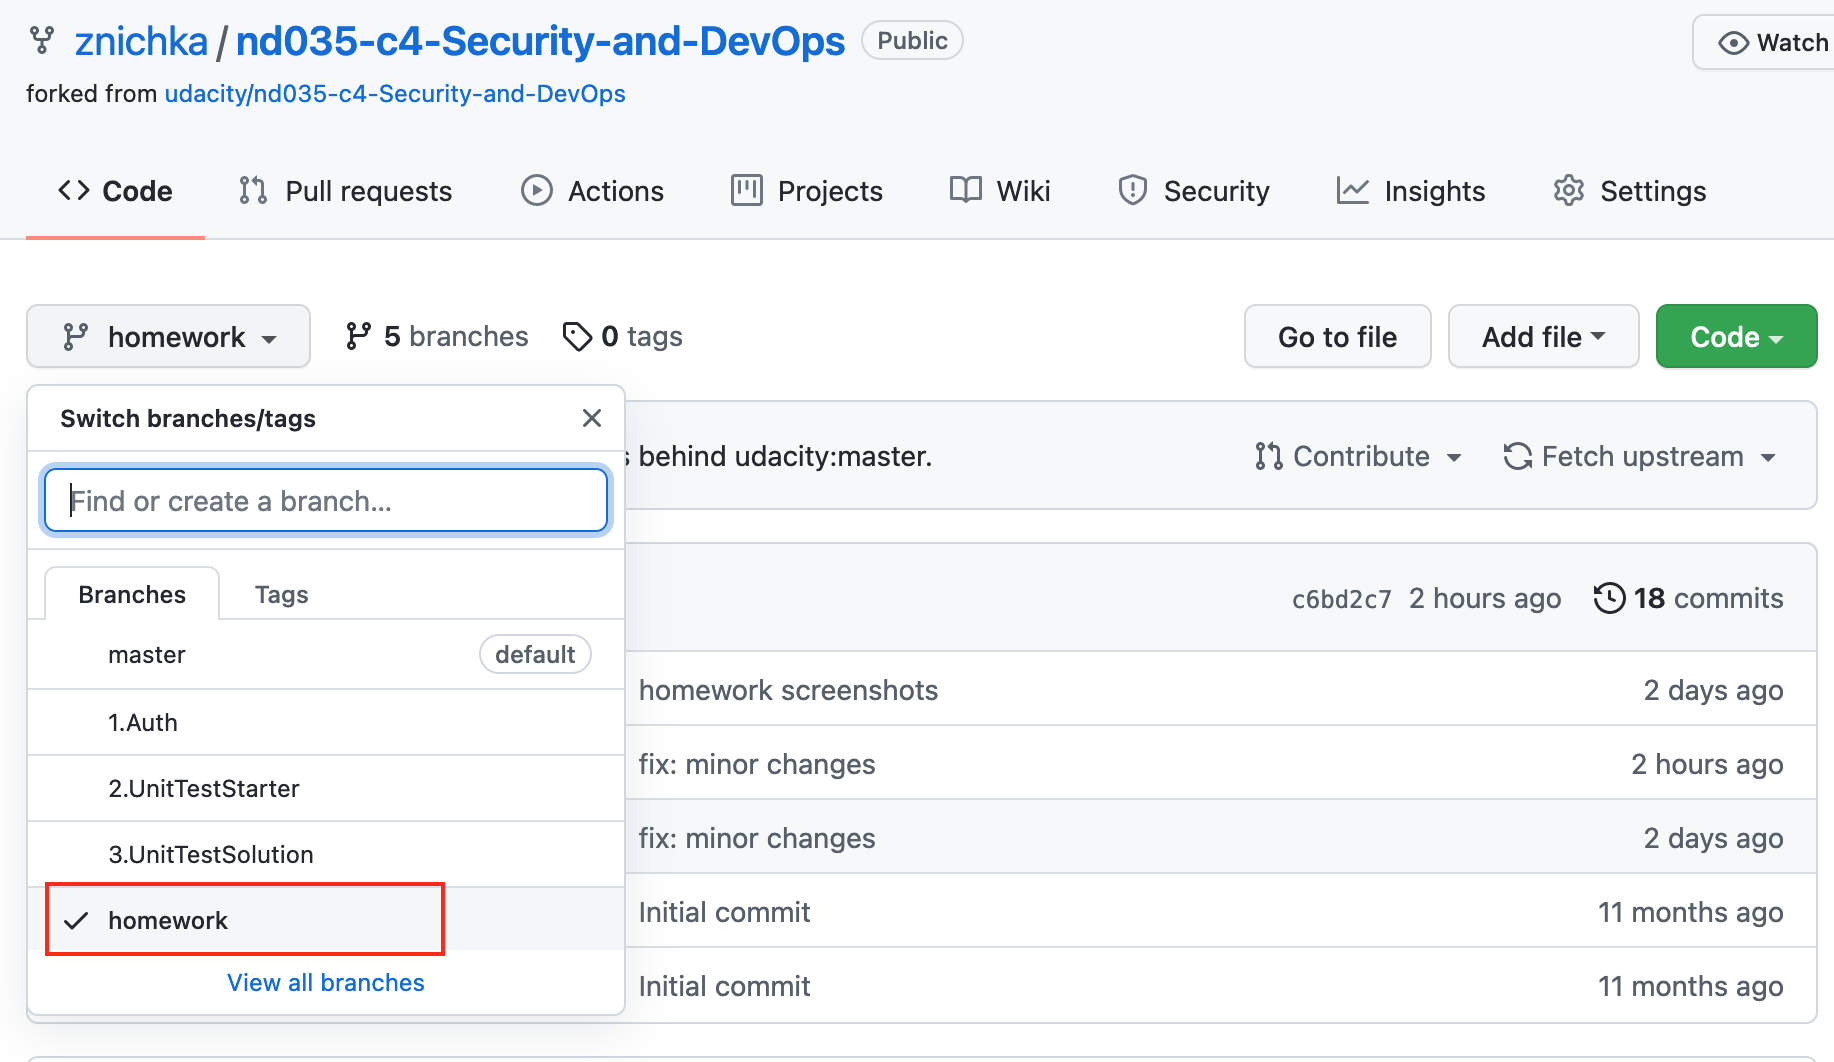 znichka / nd035-c4-Security-and-DevOps Public Watch
forked from udacity/nd035-c4-Security-and-DevOps
Code Pull requests Actions Projects Wiki Security Insights Settings
homework 5 branches 0 tags Go to file Add file Code
Switch branches/tags
behind udacity:master. Contribute Fetch upstream
Find or create a branch...
Branches Tags
c6bd2c7 2 hours ago 18 commits
master default
homework screenshots 2 days ago
1.Auth
fix: minor changes 2 hours ago
2.UnitTestStarter
fix: minor changes 2 days ago
3.UnitTestSolution
homework
Initial commit 11 months ago
View all branches
Initial commit 11 months ago